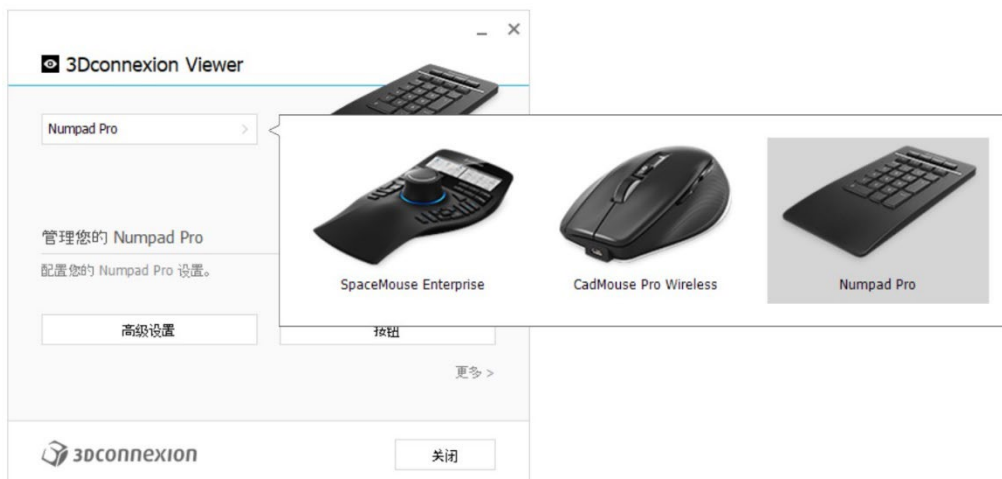 3Dconnexion Viewer
Numpad Pro
SpaceMouse Enterprise
CadMouse Pro Wireless
Numpad Pro
管理您的 Numpad Pro
配置您的 Numpad Pro 设置。
高级设置
按钮
更多 >
3Dconnexion
关闭